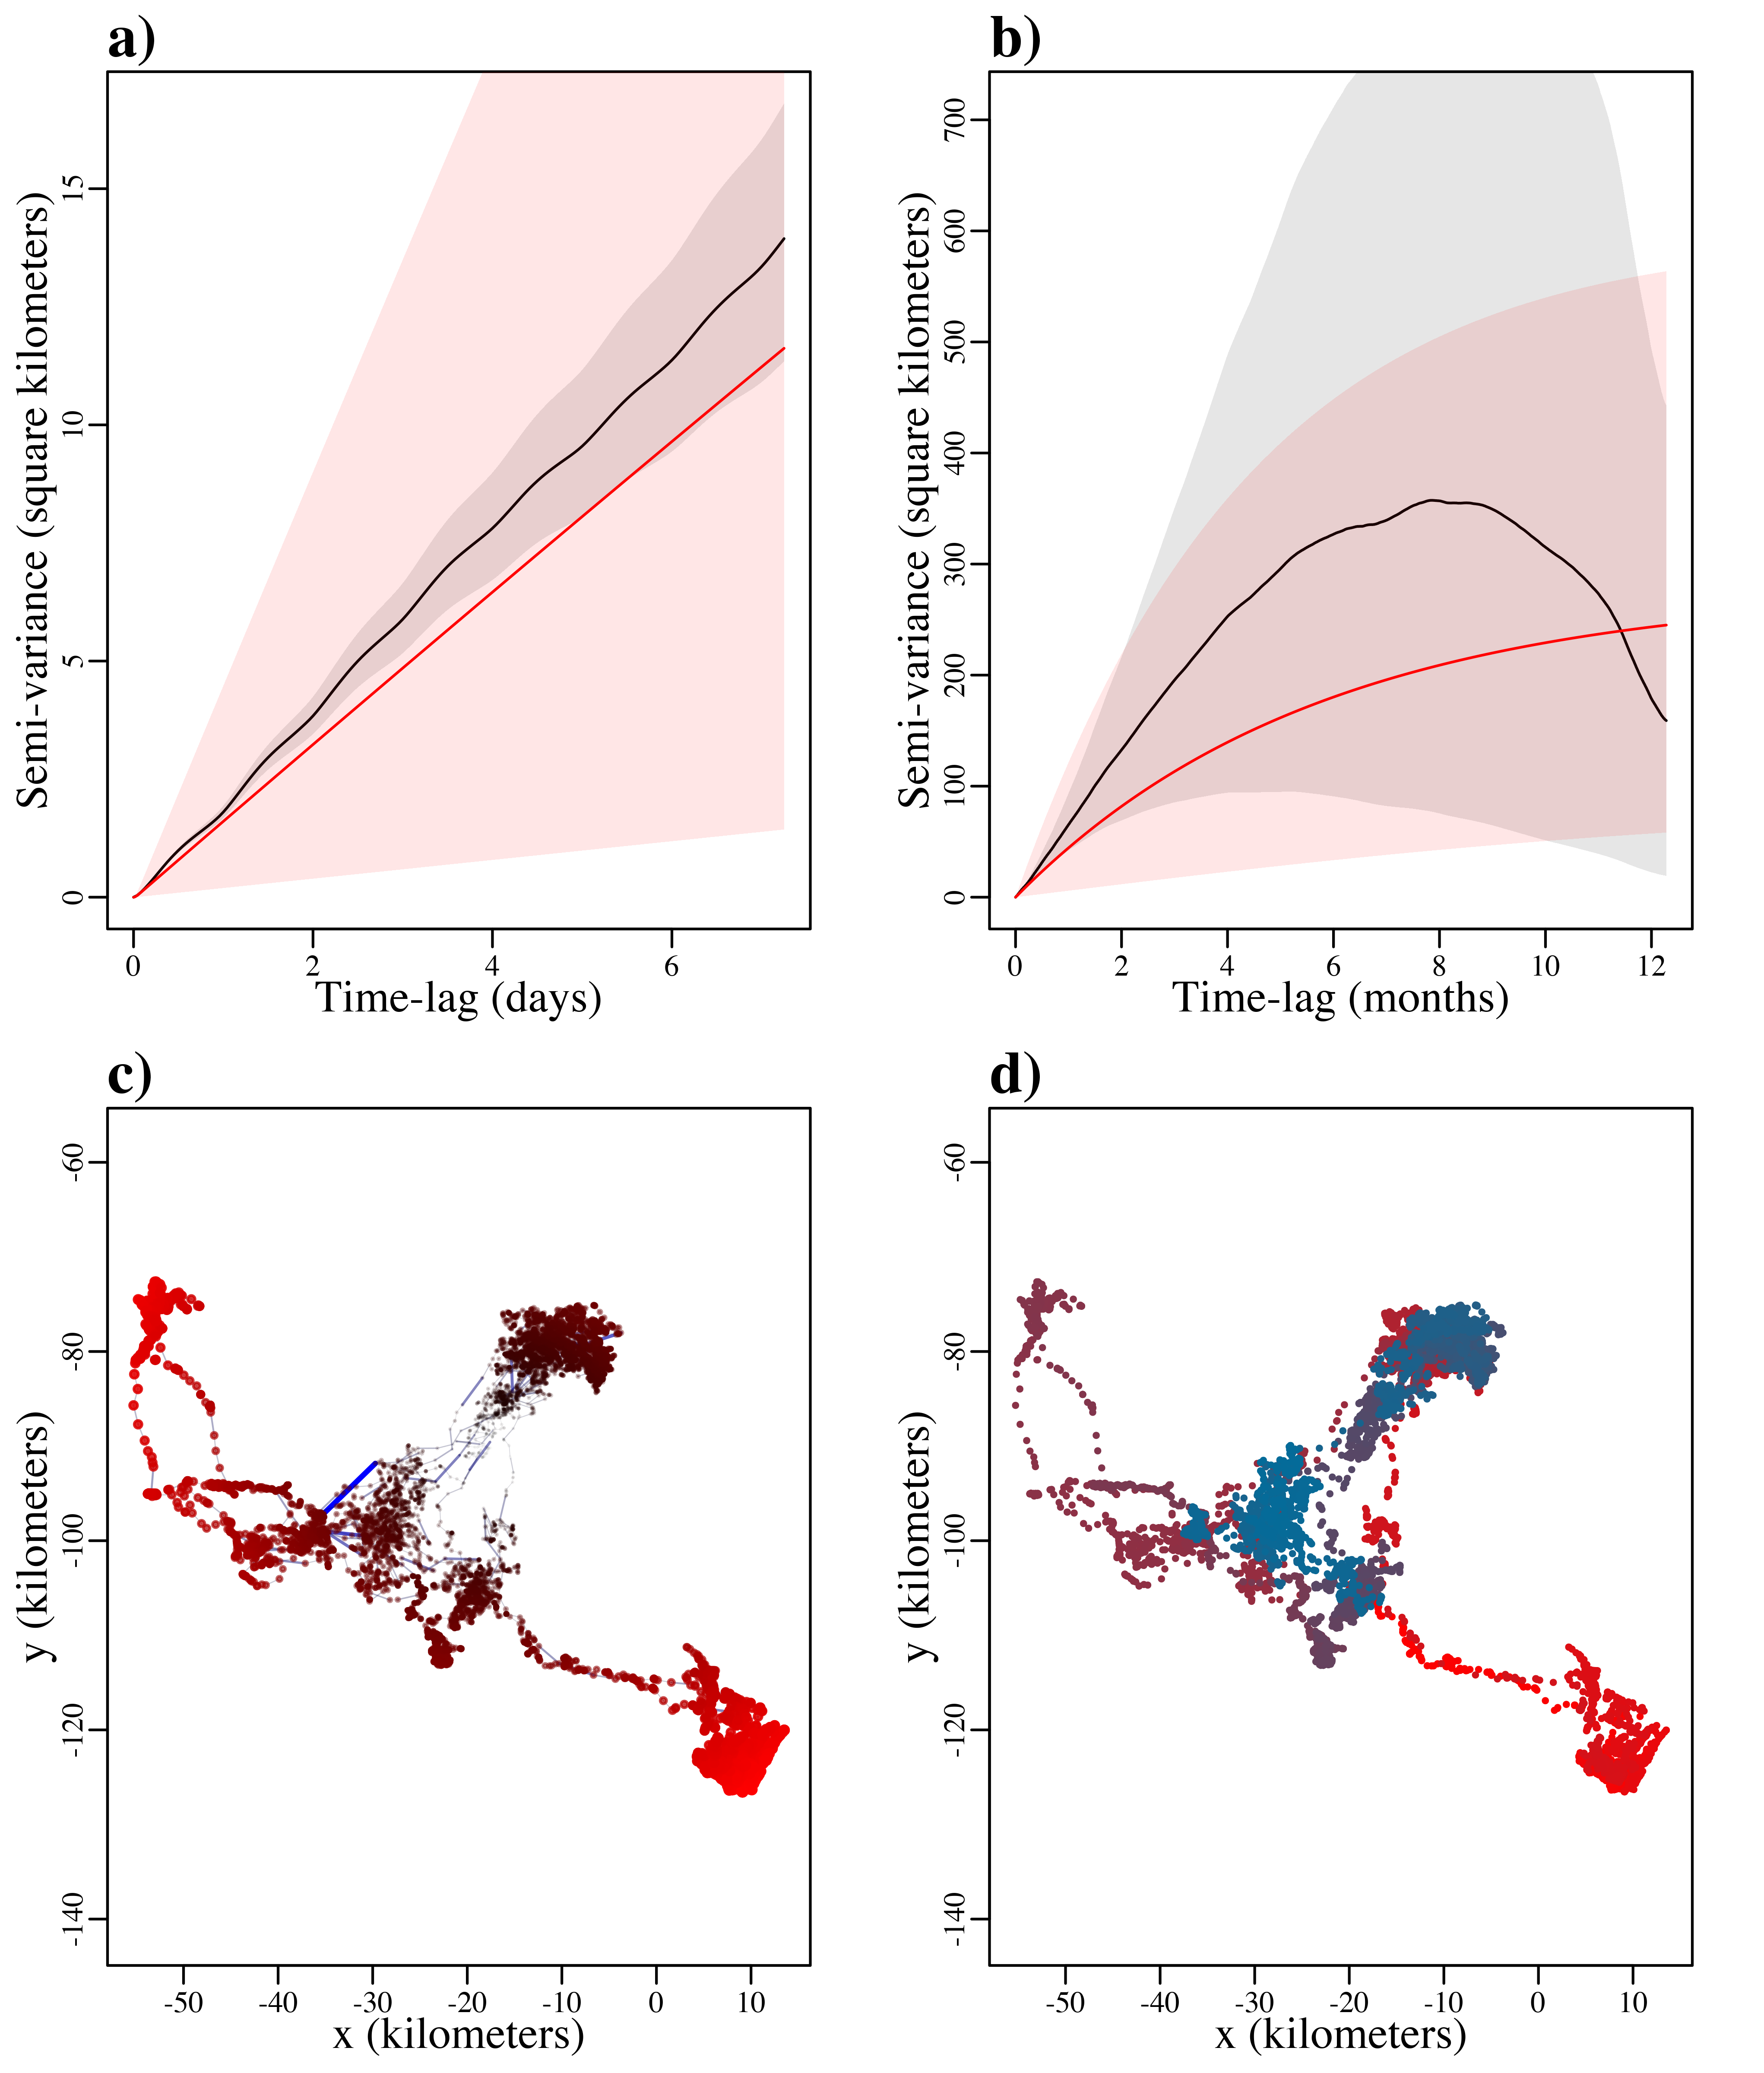 a)
Semi-variance (square kilometers)
0 5 10 15
0 2 4 6
Time-lag (days)
b)
Semi-variance (square kilometers)
0 100 200 300 400 500 600 700
0 2 4 6 8 10 12
Time-lag (months)
c)
y (kilometers)
-140 -120 -100 -80 -60
-50 -40 -30 -20 -10 0 10
x (kilometers)
d)
y (kilometers)
-140 -120 -100 -80 -60
-50 -40 -30 -20 -10 0 10
x (kilometers)